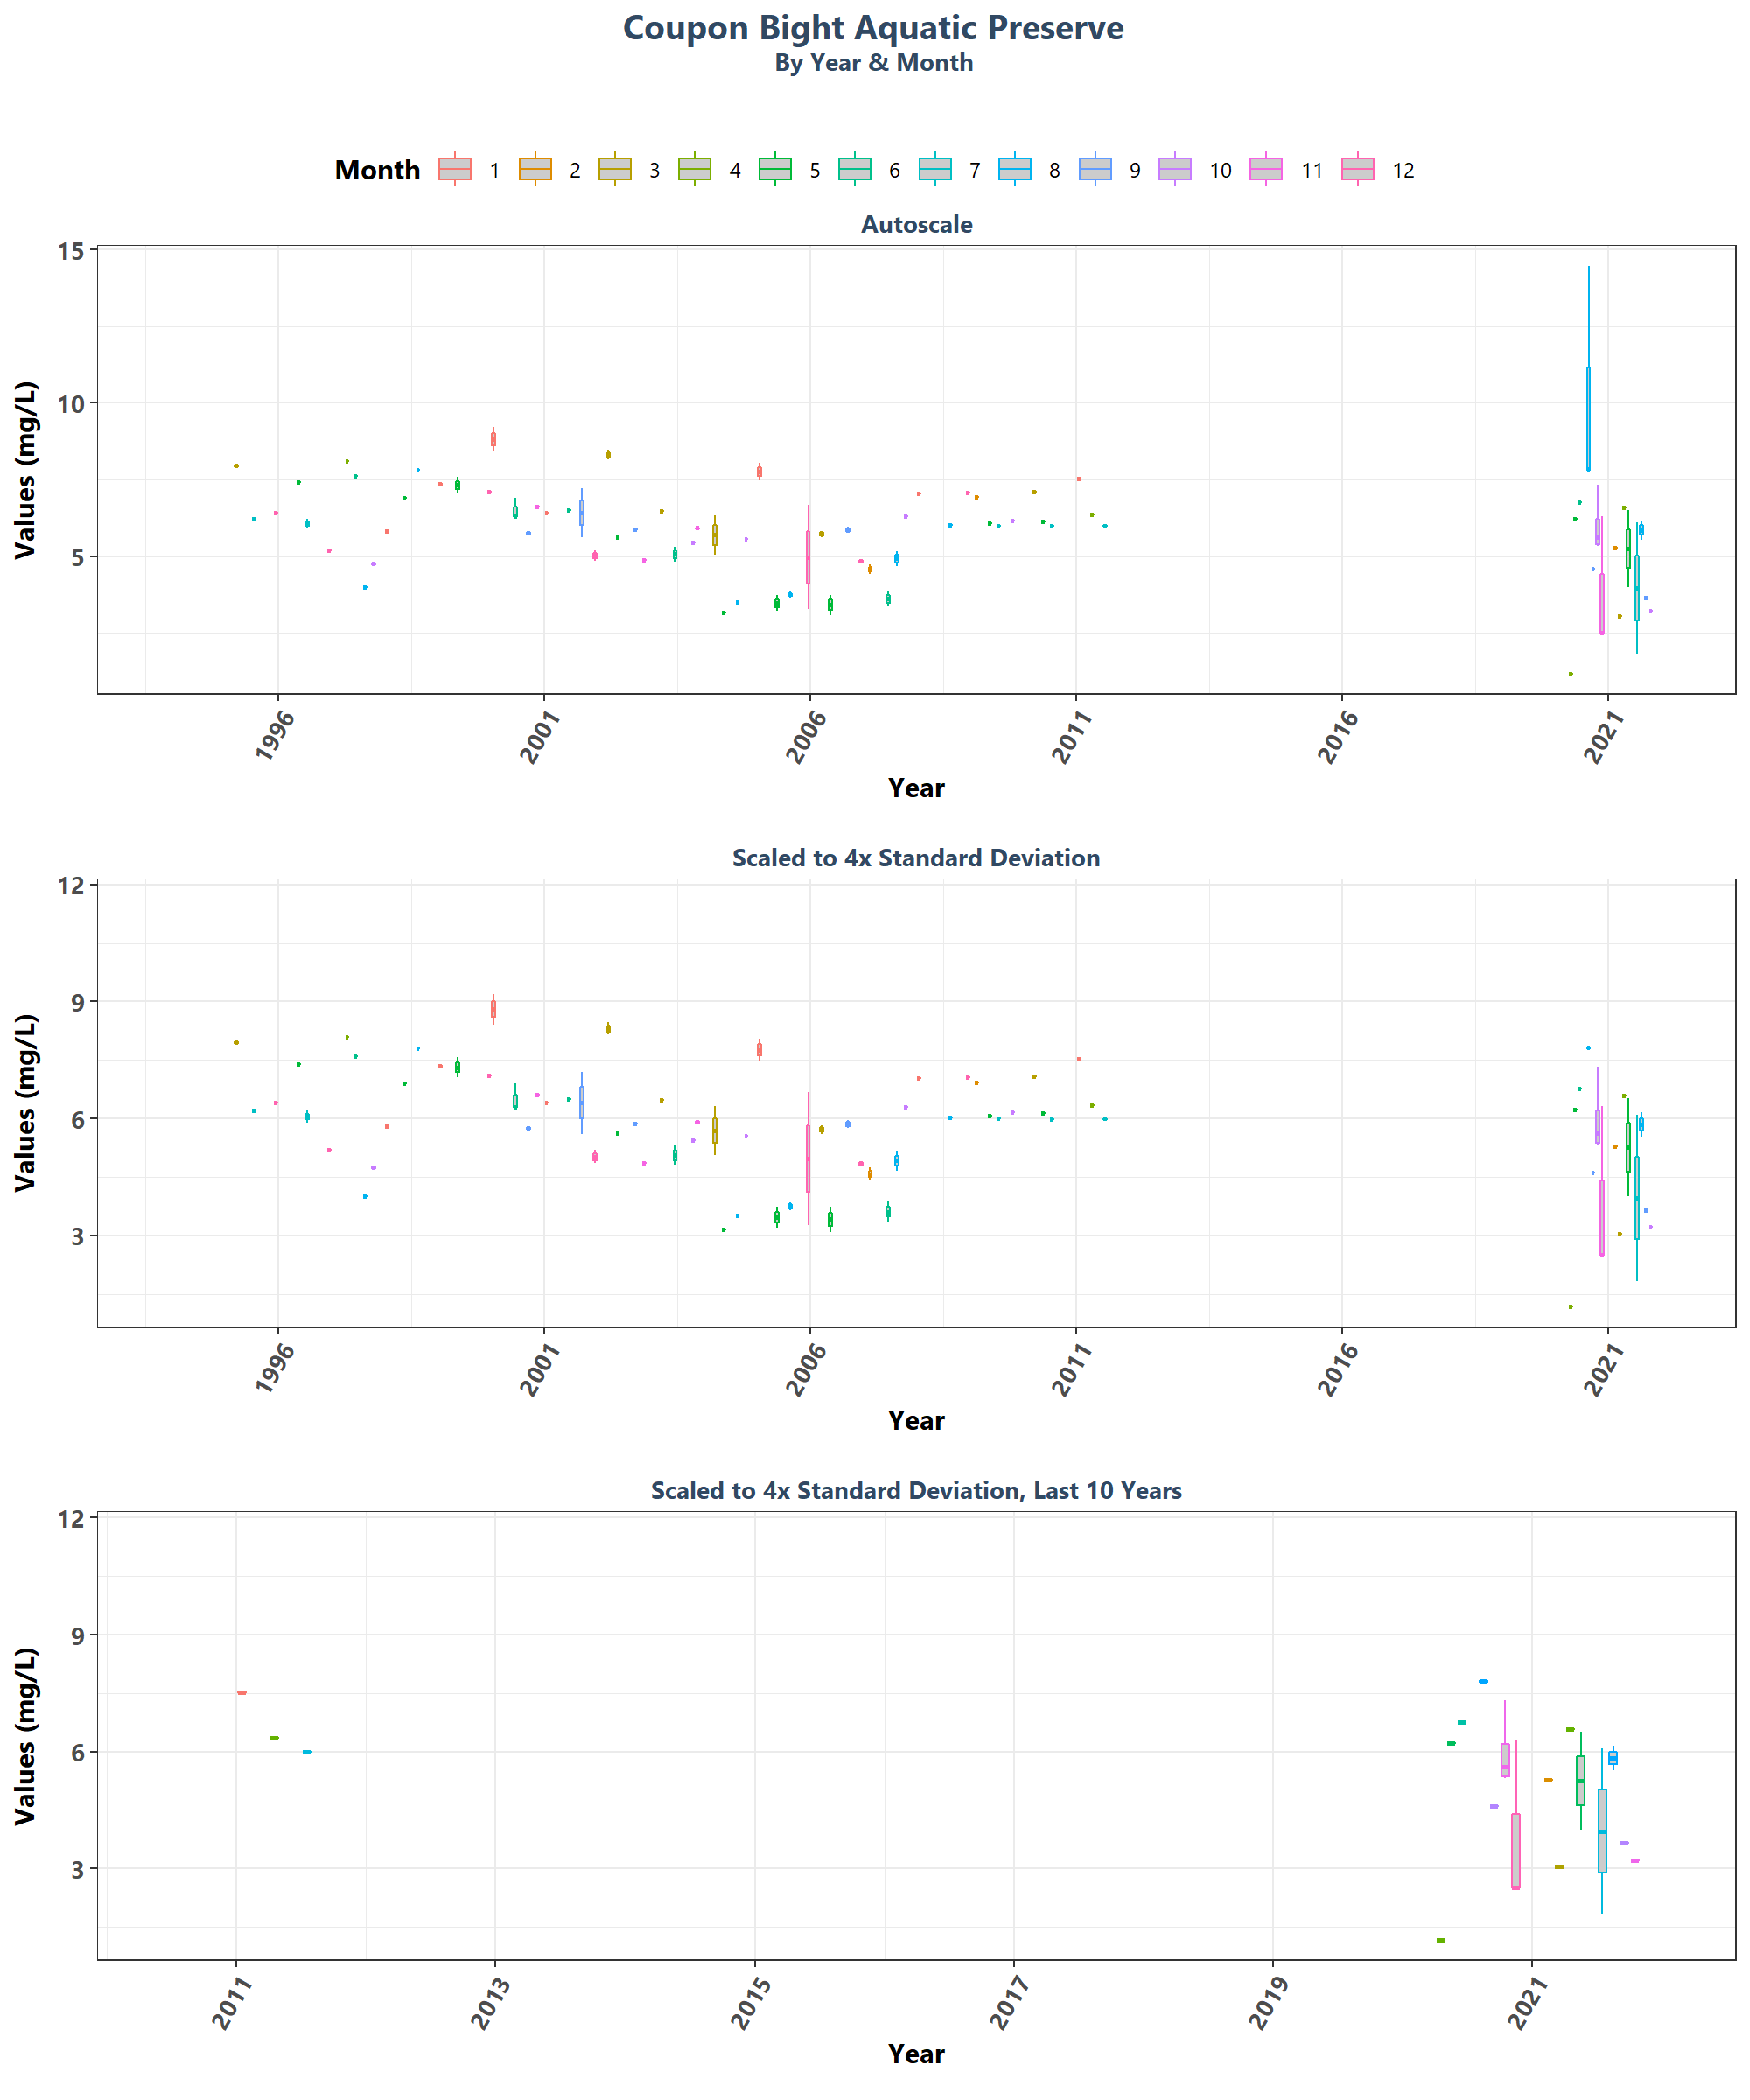 Coupon Bight Aquatic Preserve
By Year & Month
Month 1 2 3 4 5 6 7 8 9 10 11 12
Autoscale
Values (mg/L)
15
10
5
1996 2001 2006 2011 2016 2021
Year
Scaled to 4x Standard Deviation
Values (mg/L)
12
9
6
3
1996 2001 2006 2011 2016 2021
Year
Scaled to 4x Standard Deviation, Last 10 Years
Values (mg/L)
12
9
6
3
2011 2013 2015 2017 2019 2021
Year